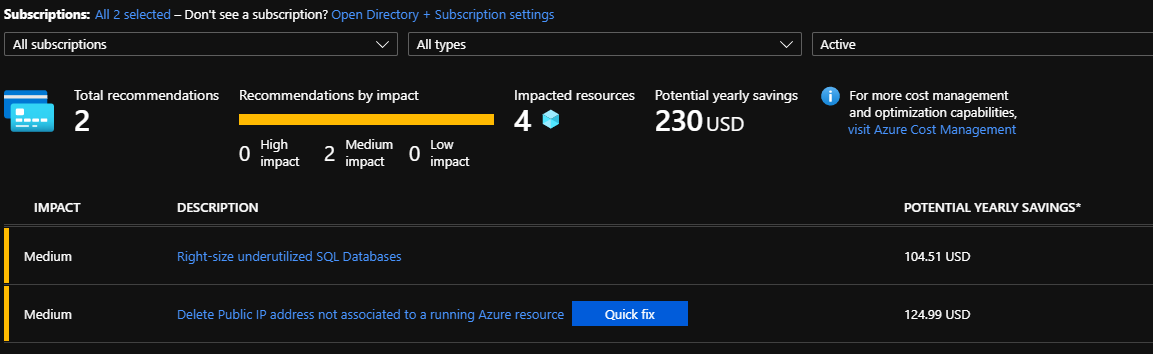 Subscriptions: All 2 selected – Don't see a subscription? Open Directory + Subscription settings
All subscriptions
All types
Active
Total recommendations
2
Recommendations by impact
0 High impact
2 Medium impact
0 Low impact
Impacted resources
4
Potential yearly savings
230 USD
For more cost management
and optimization capabilities,
visit Azure Cost Management
IMPACT DESCRIPTION POTENTIAL YEARLY SAVINGS*
Medium Right-size underutilized SQL Databases 104.51 USD
Medium Delete Public IP address not associated to a running Azure resource Quick fix 124.99 USD